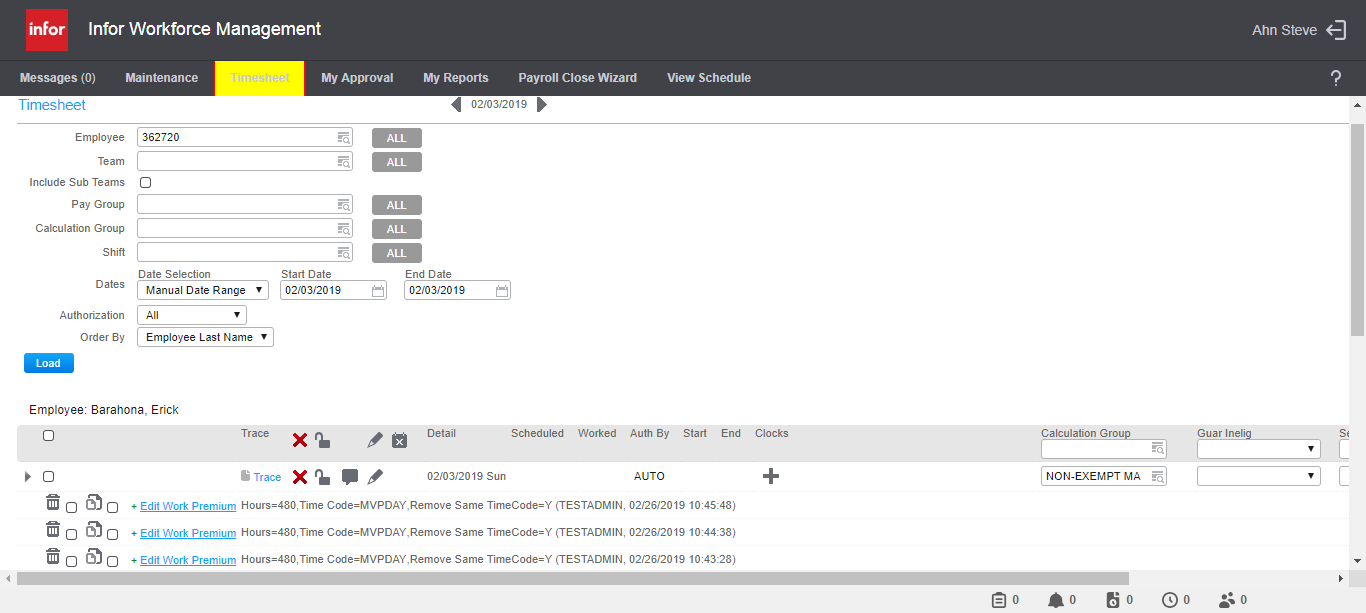 infor Infor Workforce Management Ahn Steve
Messages (0) Maintenance Timesheet My Approval My Reports Payroll Close Wizard View Schedule ?
Timesheet 02/03/2019
Employee 362720 ALL
Team ALL
Include Sub Teams
Pay Group ALL
Calculation Group ALL
Shift ALL
Date Selection Start Date End Date
Dates Manual Date Range 02/03/2019 02/03/2019
Authorization All
Order By Employee Last Name
Load
Employee: Barahona, Erick
Trace Detail Scheduled Worked Auth By Start End Clocks Calculation Group Guar Inelig Se
Trace 02/03/2019 Sun AUTO NON-EXEMPT MA
+ Edit Work Premium Hours=480,Time Code=MVPDAY,Remove Same TimeCode=Y (TESTADMIN, 02/26/2019 10:45:48)
+ Edit Work Premium Hours=480,Time Code=MVPDAY,Remove Same TimeCode=Y (TESTADMIN, 02/26/2019 10:44:38)
+ Edit Work Premium Hours=480,Time Code=MVPDAY,Remove Same TimeCode=Y (TESTADMIN, 02/26/2019 10:43:28)
0 0 0 0 0